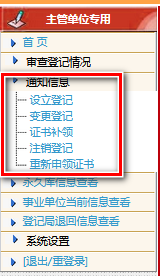 主管单位专用
首 页
审查登记情况
通知信息
设立登记
变更登记
证书补领
注销登记
重新申领证书
永久库信息查看
事业单位当前信息查看
登记局退回信息查看
系统设置
[退出/重登录]